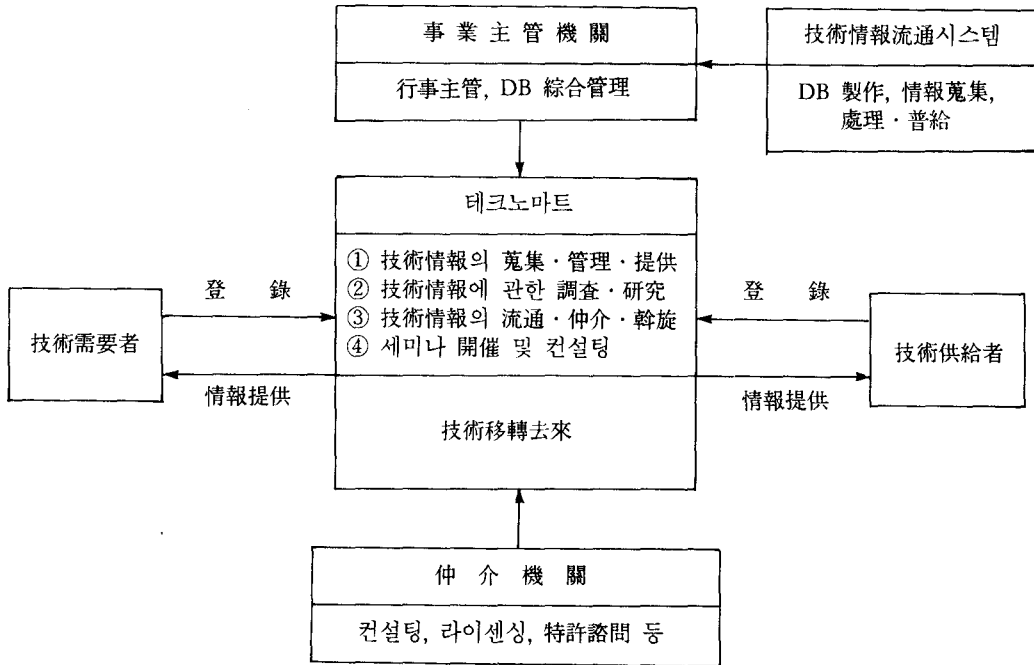 事業主管機關
行事主管, DB 綜合管理
技術情報流通시스템
DB 製作, 情報蒐集,
處理·普給
테크노마트
① 技術情報의 蒐集·管理·提供
② 技術情報에 관한 調査·研究
③ 技術情報의 流通·仲介·斡旋
④ 세미나 開催 및 컨설팅
登錄
技術需要者
情報提供
登錄
技術供給者
情報提供
技術移轉去來
仲介機關
컨설팅, 라이센싱, 特許諮問 등